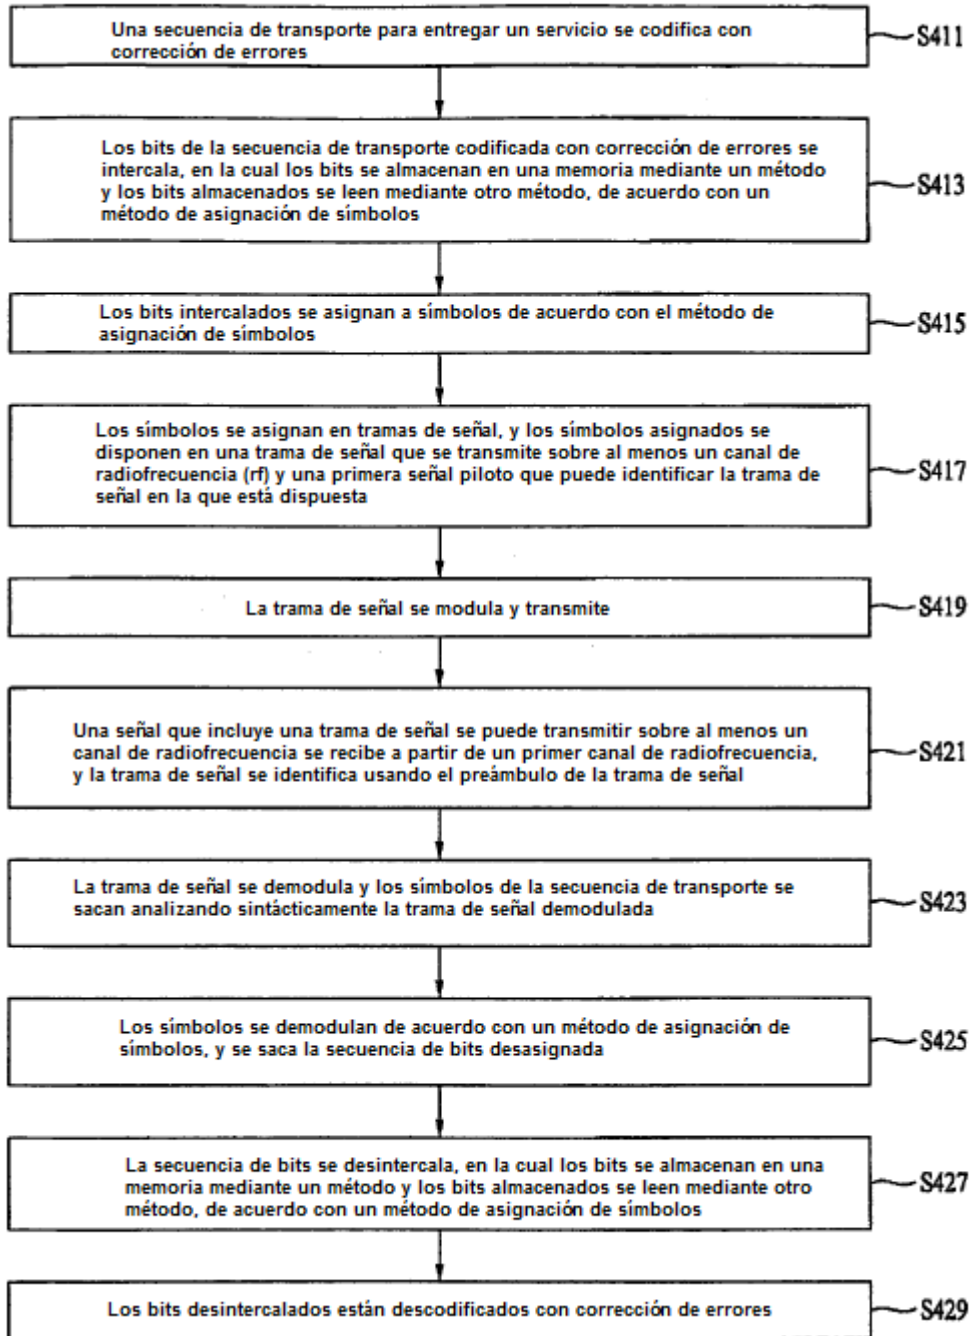 Una secuencia de transporte para entregar un servicio se codifica con
corrección de errores
S411
Los bits de la secuencia de transporte codificada con corrección de errores se
intercala, en la cual los bits se almacenan en una memoria mediante un método
y los bits almacenados se leen mediante otro método, de acuerdo con un
método de asignación de símbolos
S413
Los bits intercalados se asignan a símbolos de acuerdo con el método de
asignación de símbolos
S415
Los símbolos se asignan en tramas de señal, y los símbolos asignados se
disponen en una trama de señal que se transmite sobre al menos un canal de
radiofrecuencia (rf) y una primera señal piloto que puede identificar la trama de
señal en la que está dispuesta
S417
La trama de señal se modula y transmite
S419
Una señal que incluye una trama de señal se puede transmitir sobre al menos un
canal de radiofrecuencia se recibe a partir de un primer canal de radiofrecuencia,
y la trama de señal se identifica usando el preámbulo de la trama de señal
S421
La trama de señal se demodula y los símbolos de la secuencia de transporte se
sacan analizando sintácticamente la trama de señal demodulada
S423
Los símbolos se demodulan de acuerdo con un método de asignación de
símbolos, y se saca la secuencia de bits desasignada
S425
La secuencia de bits se desintercala, en la cual los bits se almacenan en una
memoria mediante un método y los bits almacenados se leen mediante otro
método, de acuerdo con un método de asignación de símbolos
S427
Los bits desintercalados están descodificados con corrección de errores
S429